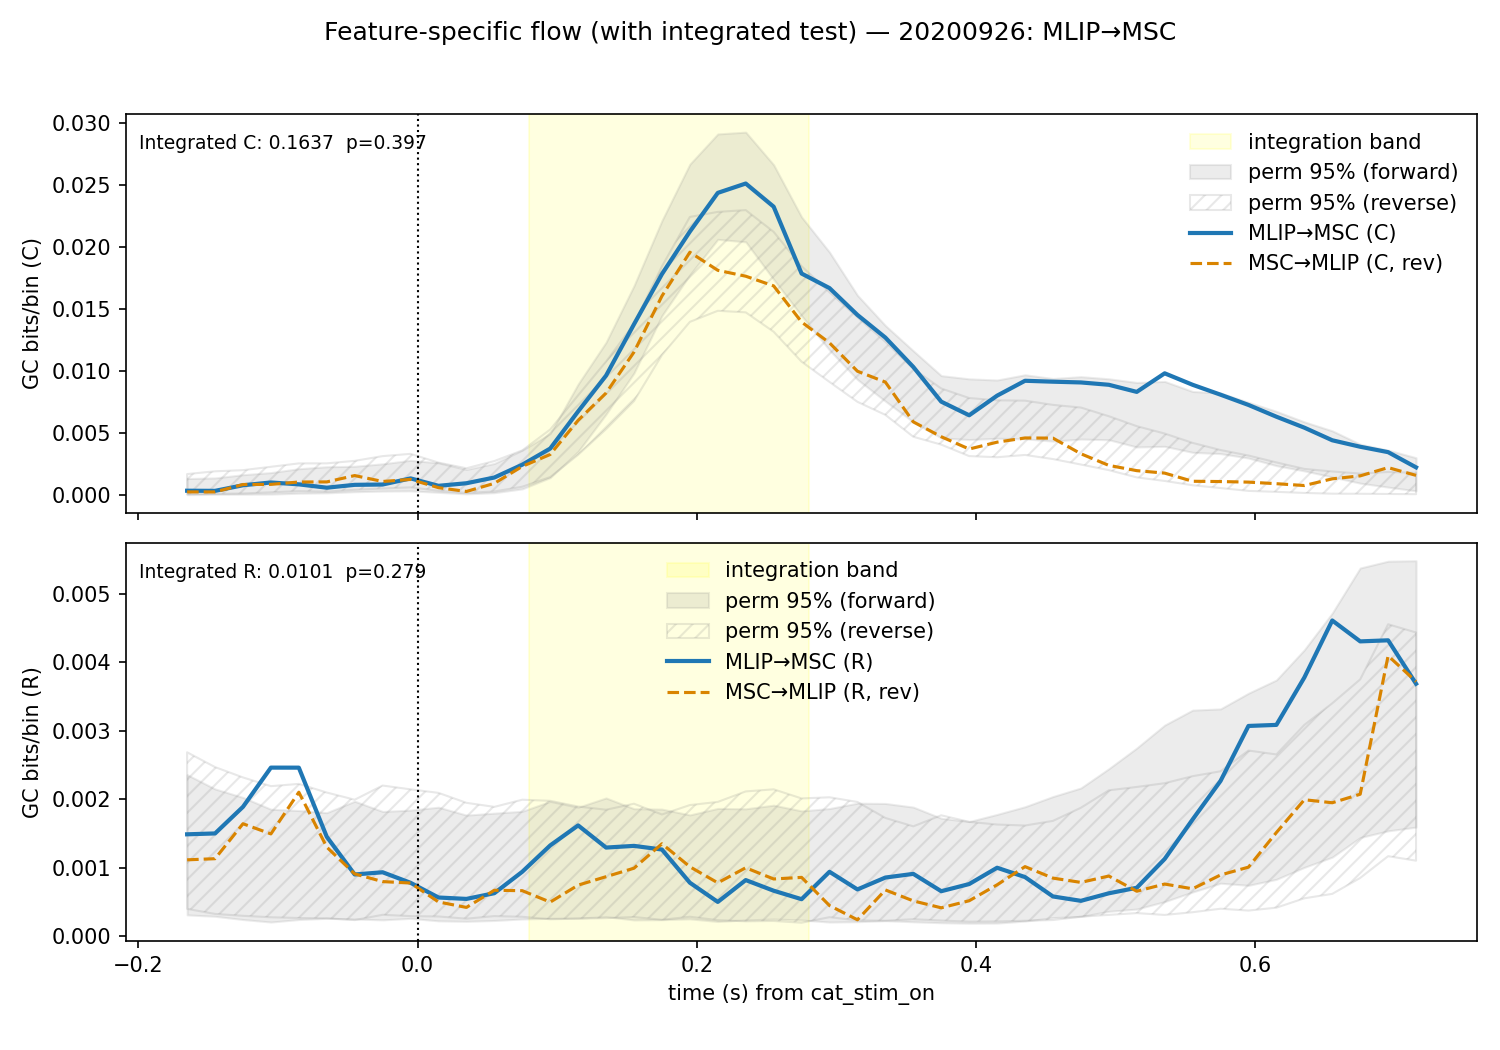 Feature-specific flow (with integrated test) — 20200926: MLIP→MSC
GC bits/bin (C)
0.030
0.025
0.020
0.015
0.010
0.005
0.000
Integrated C: 0.1637  p=0.397
integration band
perm 95% (forward)
perm 95% (reverse)
MLIP→MSC (C)
MSC→MLIP (C, rev)
GC bits/bin (R)
0.005
0.004
0.003
0.002
0.001
0.000
Integrated R: 0.0101  p=0.279
integration band
perm 95% (forward)
perm 95% (reverse)
MLIP→MSC (R)
MSC→MLIP (R, rev)
−0.2 0.0 0.2 0.4 0.6
time (s) from cat_stim_on